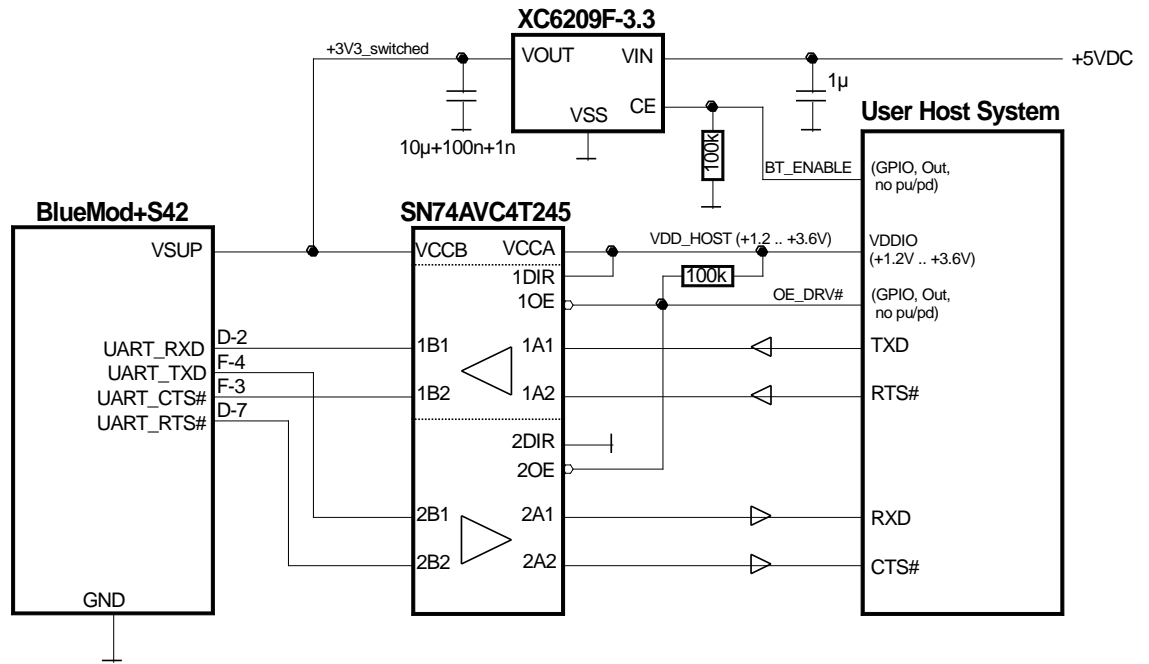 XC6209F-3.3
+3V3_switched
VOUT
VIN
+5VDC
1µ
CE
VSS
10µ+100n+1n
100k
User Host System
BT_ENABLE
(GPIO, Out,
no pu/pd)
BlueMod+S42
SN74AVC4T245
VSUP
VCCB
VCCA
VDD_HOST (+1.2 .. +3.6V)
VDDIO
(+1.2V .. +3.6V)
1DIR
100k
1OE
OE_DRV#
(GPIO, Out,
no pu/pd)
UART_RXD
D-2
1B1
1A1
TXD
UART_TXD
F-4
UART_CTS#
F-3
1B2
1A2
RTS#
UART_RTS#
D-7
2DIR
2OE
2B1
2A1
RXD
2B2
2A2
CTS#
GND